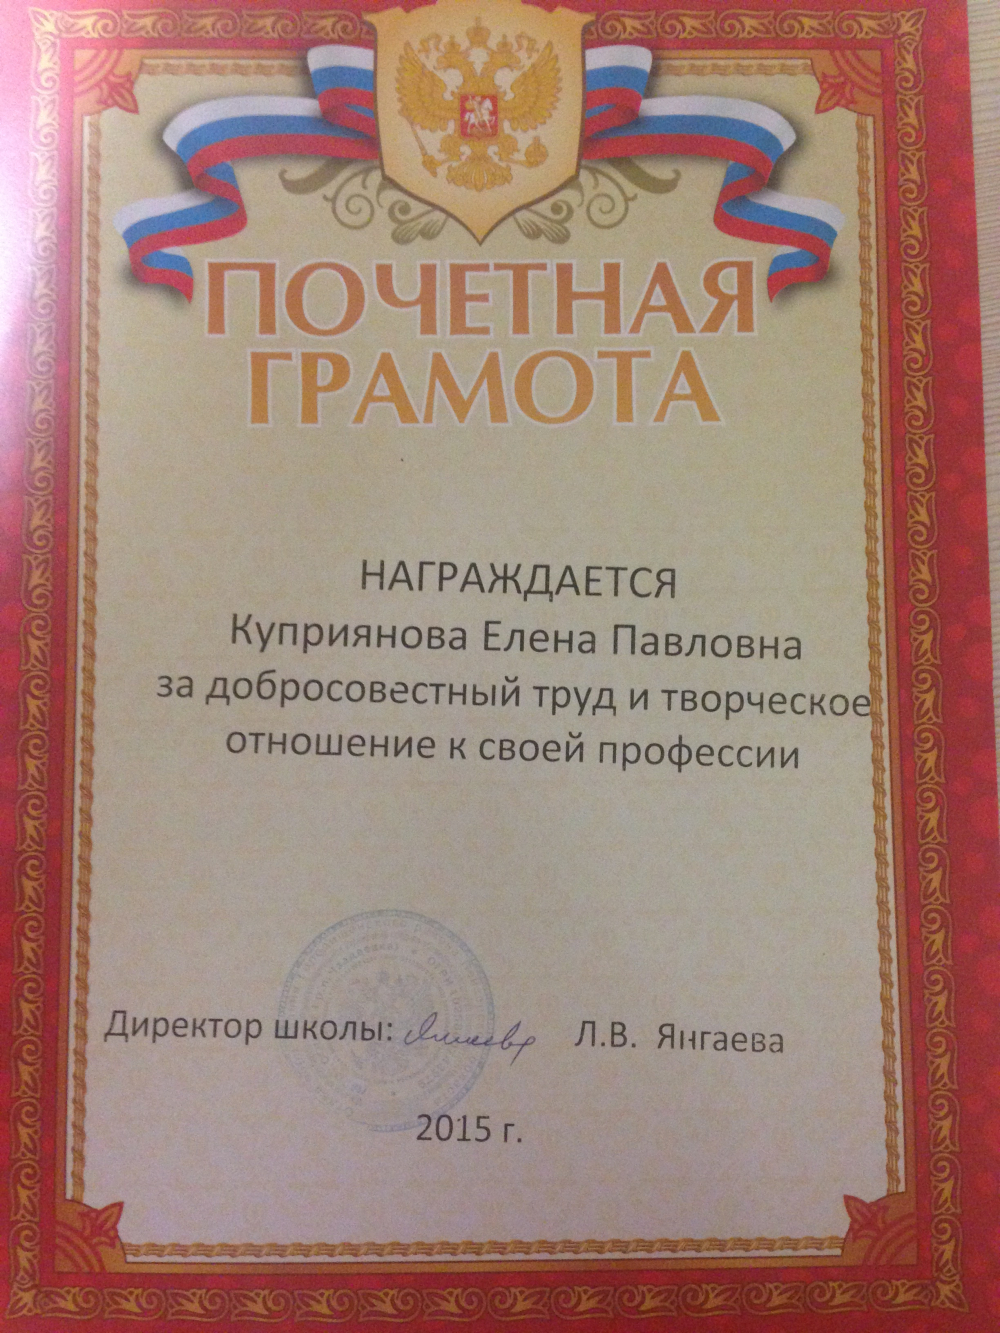 ПОЧЕТНАЯ
ГРАМОТА
НАГРАЖДАЕТСЯ
Куприянова Елена Павловна
за добросовестный труд и творческое
отношение к своей профессии
Директор школы: Л.В. Янгаева
2015 г.